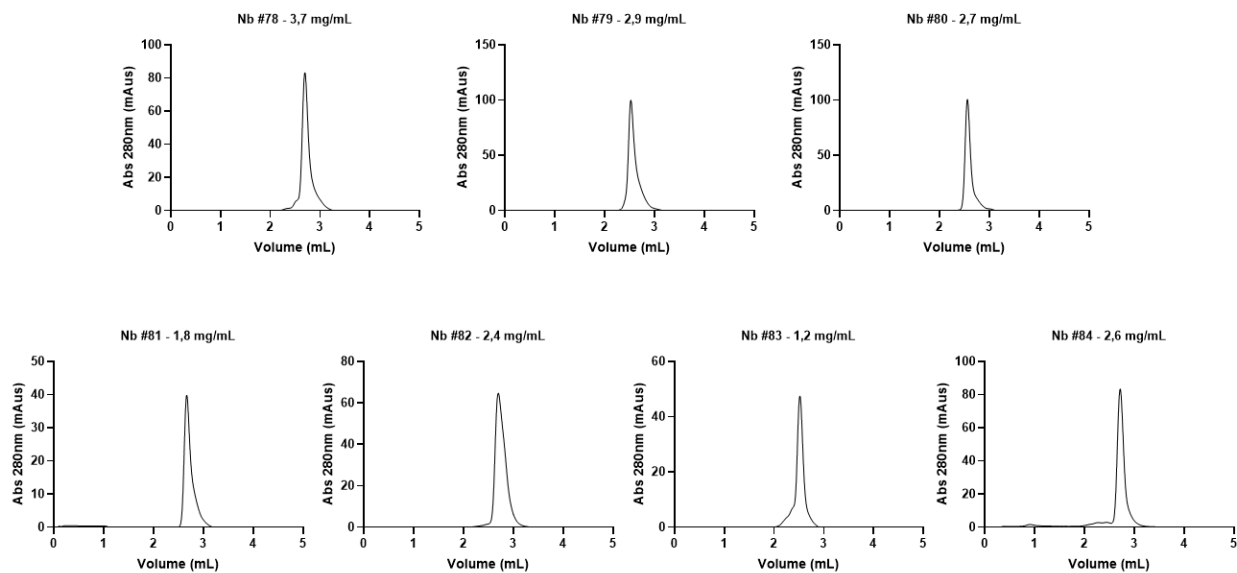 Nb #78 - 3,7 mg/mL
Nb #79 - 2,9 mg/mL
Nb #80 - 2,7 mg/mL
100
80
60
40
20
0
Abs 280nm (mAus)
0 1 2 3 4 5
Volume (mL)
150
100
50
0
Abs 280nm (mAus)
0 1 2 3 4 5
Volume (mL)
150
100
50
0
Abs 280nm (mAus)
0 1 2 3 4 5
Volume (mL)
Nb #81 - 1,8 mg/mL
Nb #82 - 2,4 mg/mL
Nb #83 - 1,2 mg/mL
Nb #84 - 2,6 mg/mL
50
40
30
20
10
0
Abs 280nm (mAus)
0 1 2 3 4 5
Volume (mL)
80
60
40
20
0
Abs 280nm (mAus)
0 1 2 3 4 5
Volume (mL)
60
40
20
0
Abs 280nm (mAus)
0 1 2 3 4 5
Volume (mL)
100
80
60
40
20
0
Abs 280nm (mAus)
0 1 2 3 4 5
Volume (mL)